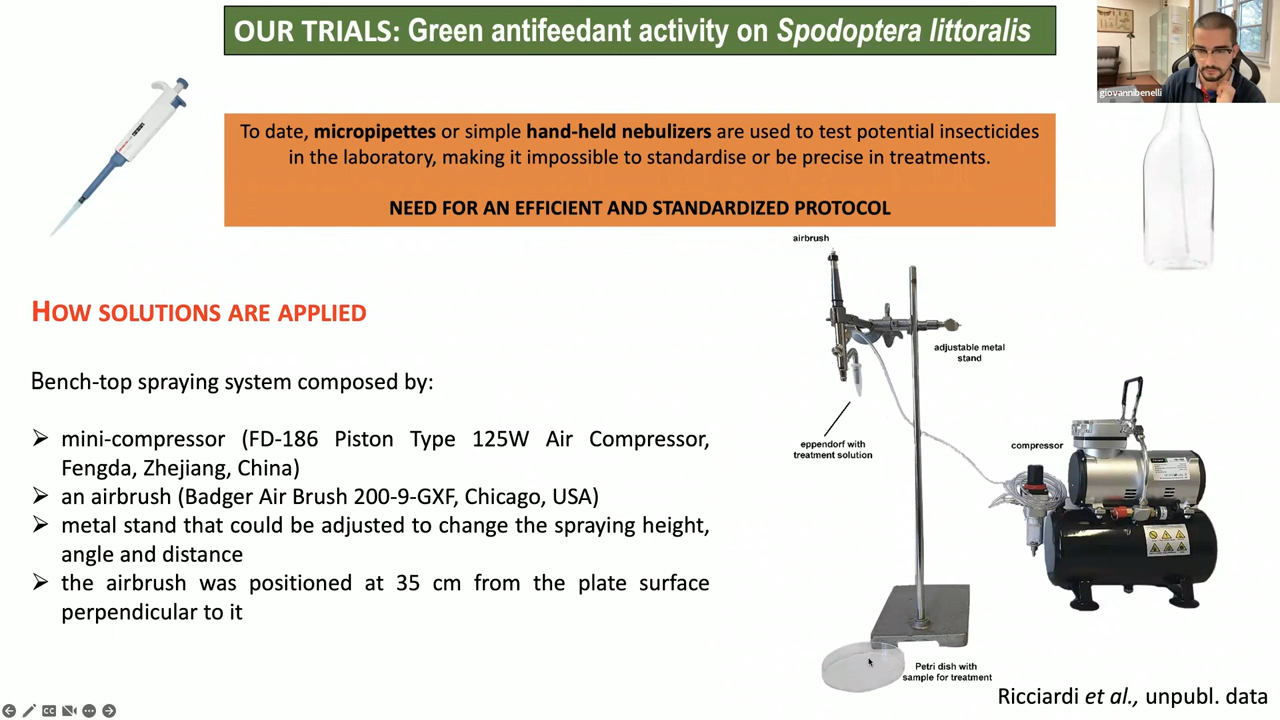 OUR TRIALS: Green antifeedant activity on Spodoptera littoralis
giovannibenelli
To date, micropipettes or simple hand-held nebulizers are used to test potential insecticides
in the laboratory, making it impossible to standardise or be precise in treatments.
NEED FOR AN EFFICIENT AND STANDARDIZED PROTOCOL
HOW SOLUTIONS ARE APPLIED
Bench-top spraying system composed by:
mini-compressor (FD-186 Piston Type 125W Air Compressor,
Fengda, Zhejiang, China)
an airbrush (Badger Air Brush 200-9-GXF, Chicago, USA)
metal stand that could be adjusted to change the spraying height,
angle and distance
the airbrush was positioned at 35 cm from the plate surface
perpendicular to it
airbrush
adjustable metal
stand
eppendorf with
treatment solution
compressor
Petri dish with
sample for treatment
Ricciardi et al., unpubl. data
CC